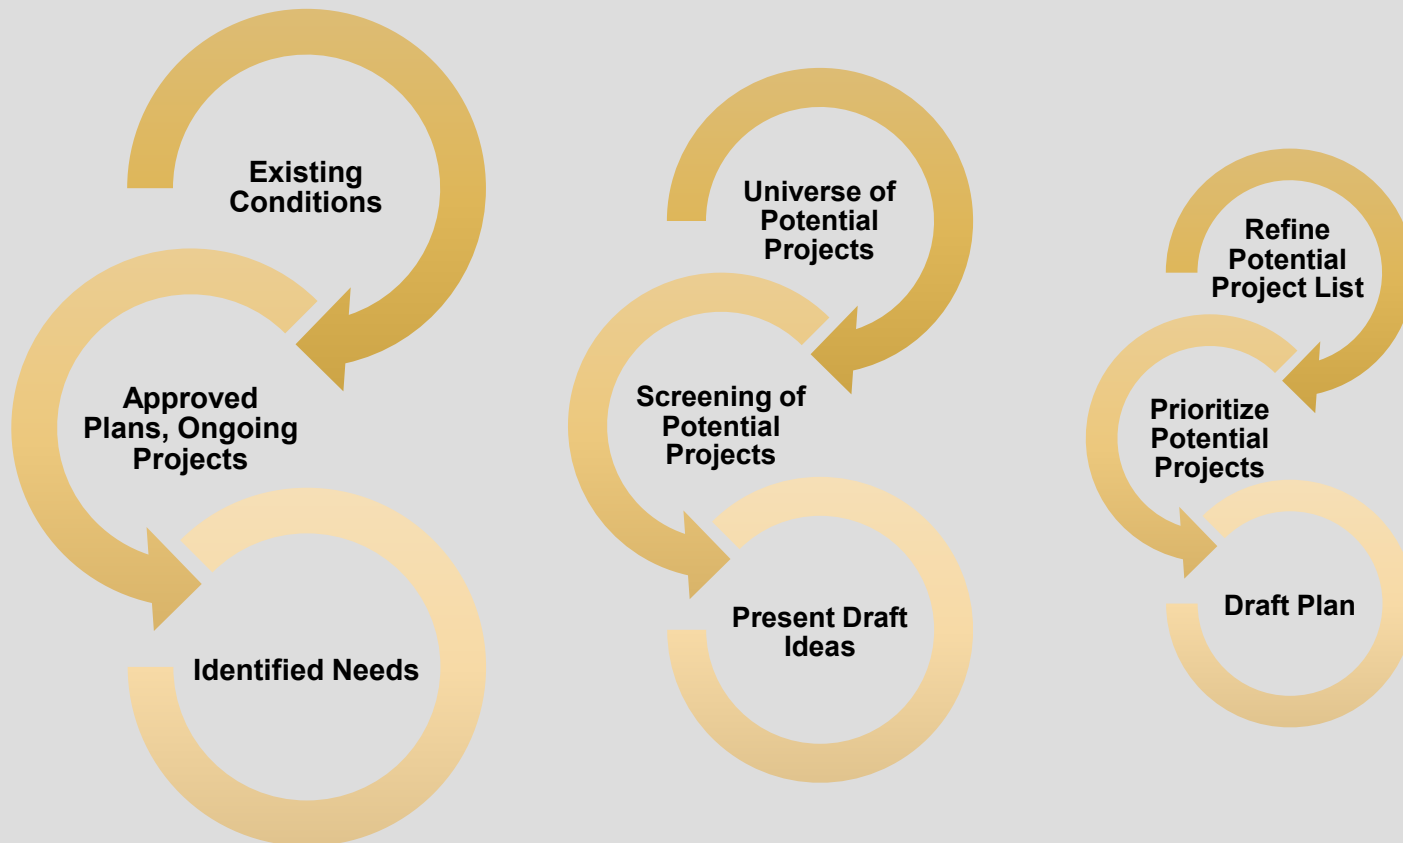 Existing
Conditions
Approved
Plans, Ongoing
Projects
Identified Needs
Universe of
Potential
Projects
Screening of
Potential
Projects
Present Draft
Ideas
Refine
Potential
Project List
Prioritize
Potential
Projects
Draft Plan